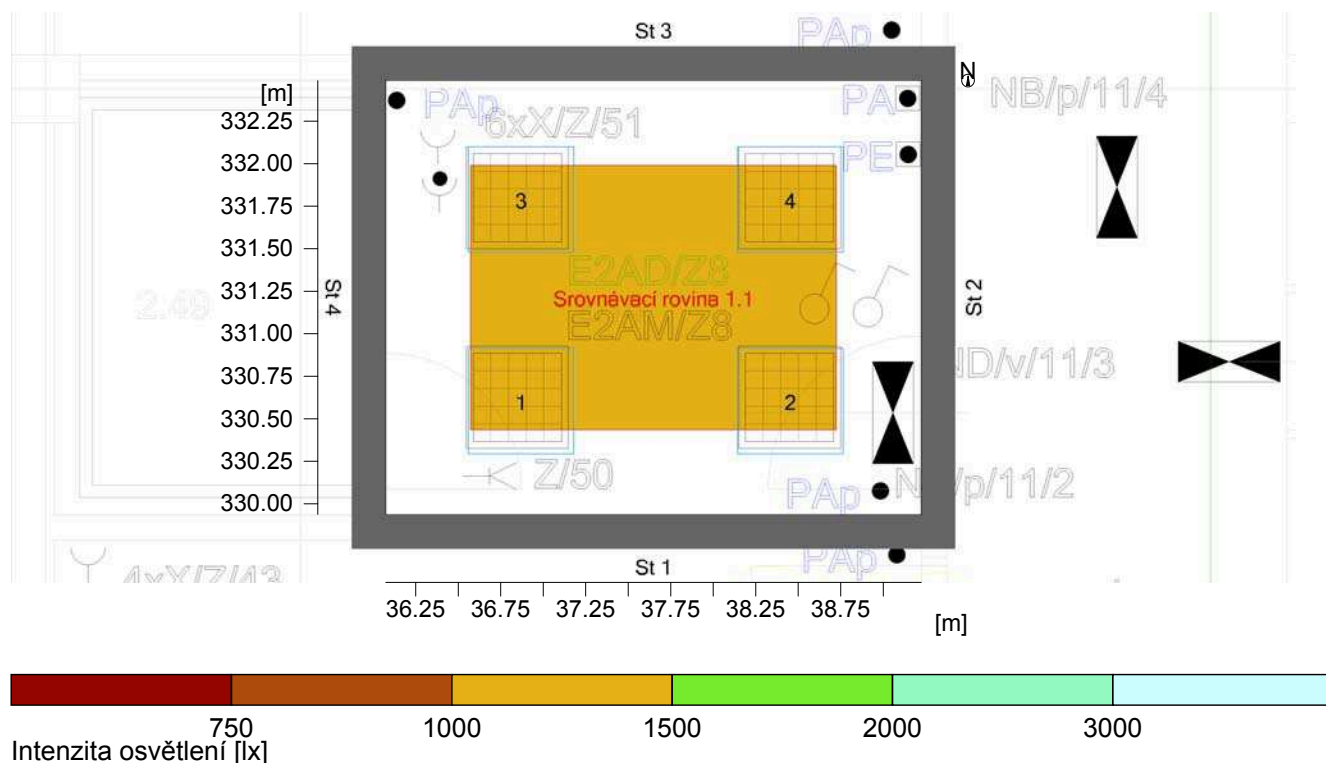 St 3
PAp
N
[m]
PAp
PA
NB/p/11/4
332.25
6xX/Z/51
332.00
PE
331.75
3
4
331.50
E2AD/Z8
331.25
2.49
St 4
Srovnávací rovina 1.1
St 2
331.00
E2AM/Z8
330.75
ND/v/11/3
330.50
1
2
330.25
Z/50
330.00
PAp
/p/11/2
PAp
St 1
4xX/Z/43
36.25 36.75 37.25 37.75 38.25 38.75
[m]
750 1000 1500 2000 3000
Intenzita osvětlení [lx]